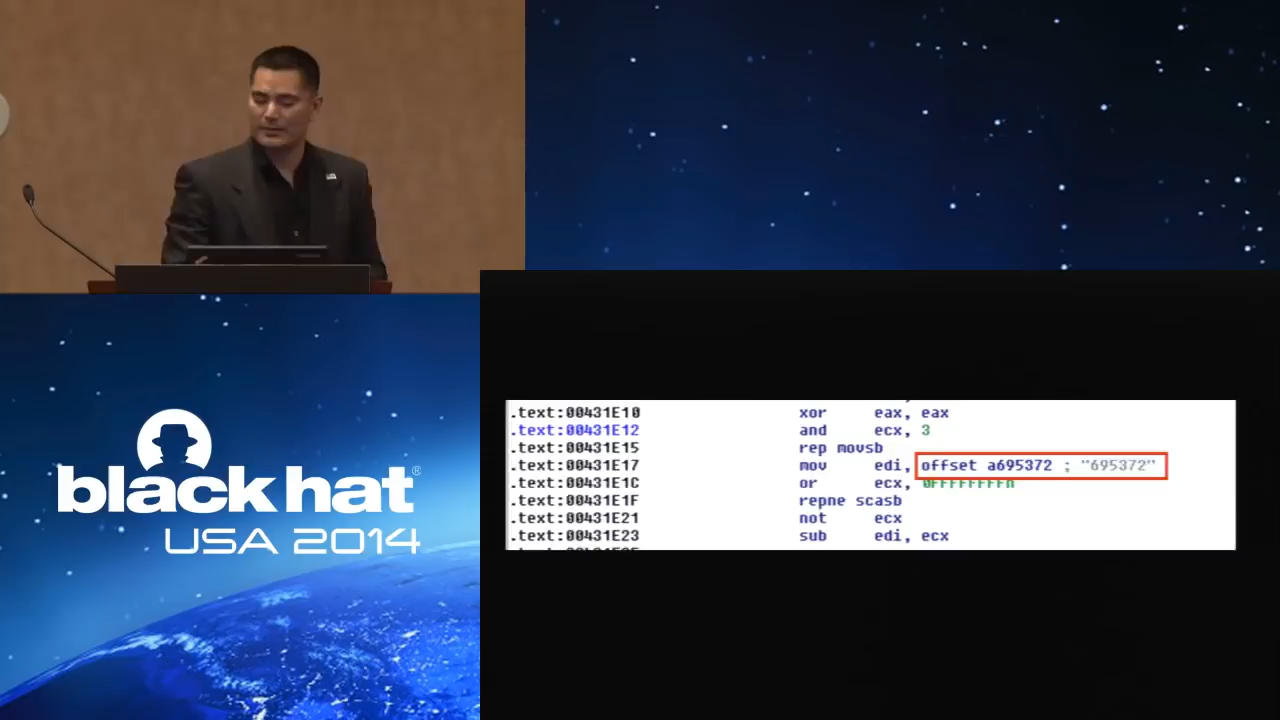 black hat®
USA 2014
.text:00431E10 xor eax, eax
.text:00431E12 and ecx, 3
.text:00431E15 rep movsb
.text:00431E17 mov edi, offset a695372 ; "695372"
.text:00431E1C or ecx, 0FFFFFFFFh
.text:00431E1F repne scasb
.text:00431E21 not ecx
.text:00431E23 sub edi, ecx